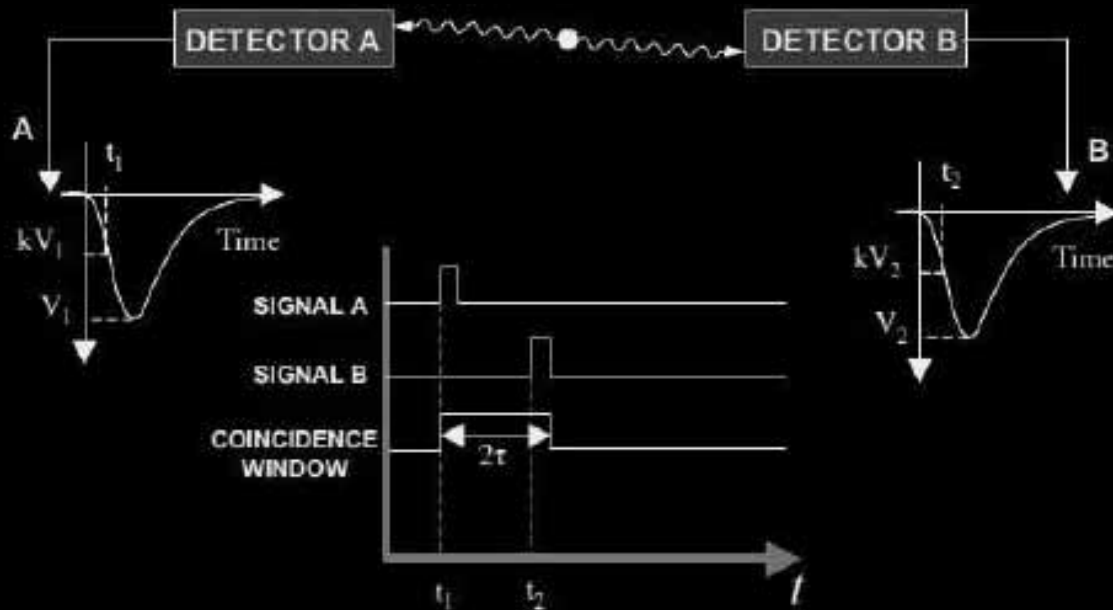 DETECTOR A
DETECTOR B
A
B
t₁
t₂
kV₁
Time
kV₂
Time
V₁
V₂
SIGNAL A
SIGNAL B
COINCIDENCE
WINDOW
2τ
t₁
t₂
t